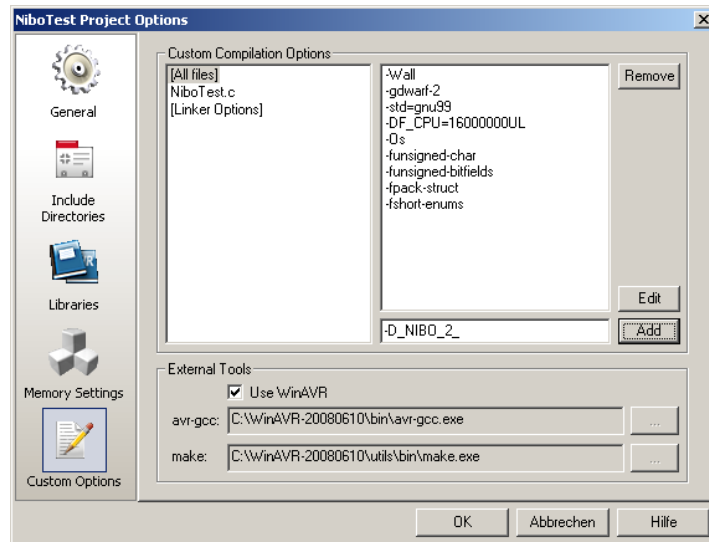 NiboTest Project Options
General
Include
Directories
Libraries
Memory Settings
Custom Options
Custom Compilation Options
[All files]
NiboTest.c
[Linker Options]
-Wall
-gdwarf-2
-std=gnu99
-DF_CPU=16000000UL
-Os
-funsigned-char
-funsigned-bitfields
-fpack-struct
-fshort-enums
Remove
Edit
-D_NIBO_2_
Add
External Tools
Use WinAVR
avr-gcc: C:\WinAVR-20080610\bin\avr-gcc.exe ...
make: C:\WinAVR-20080610\utils\bin\make.exe ...
OK Abbrechen Hilfe